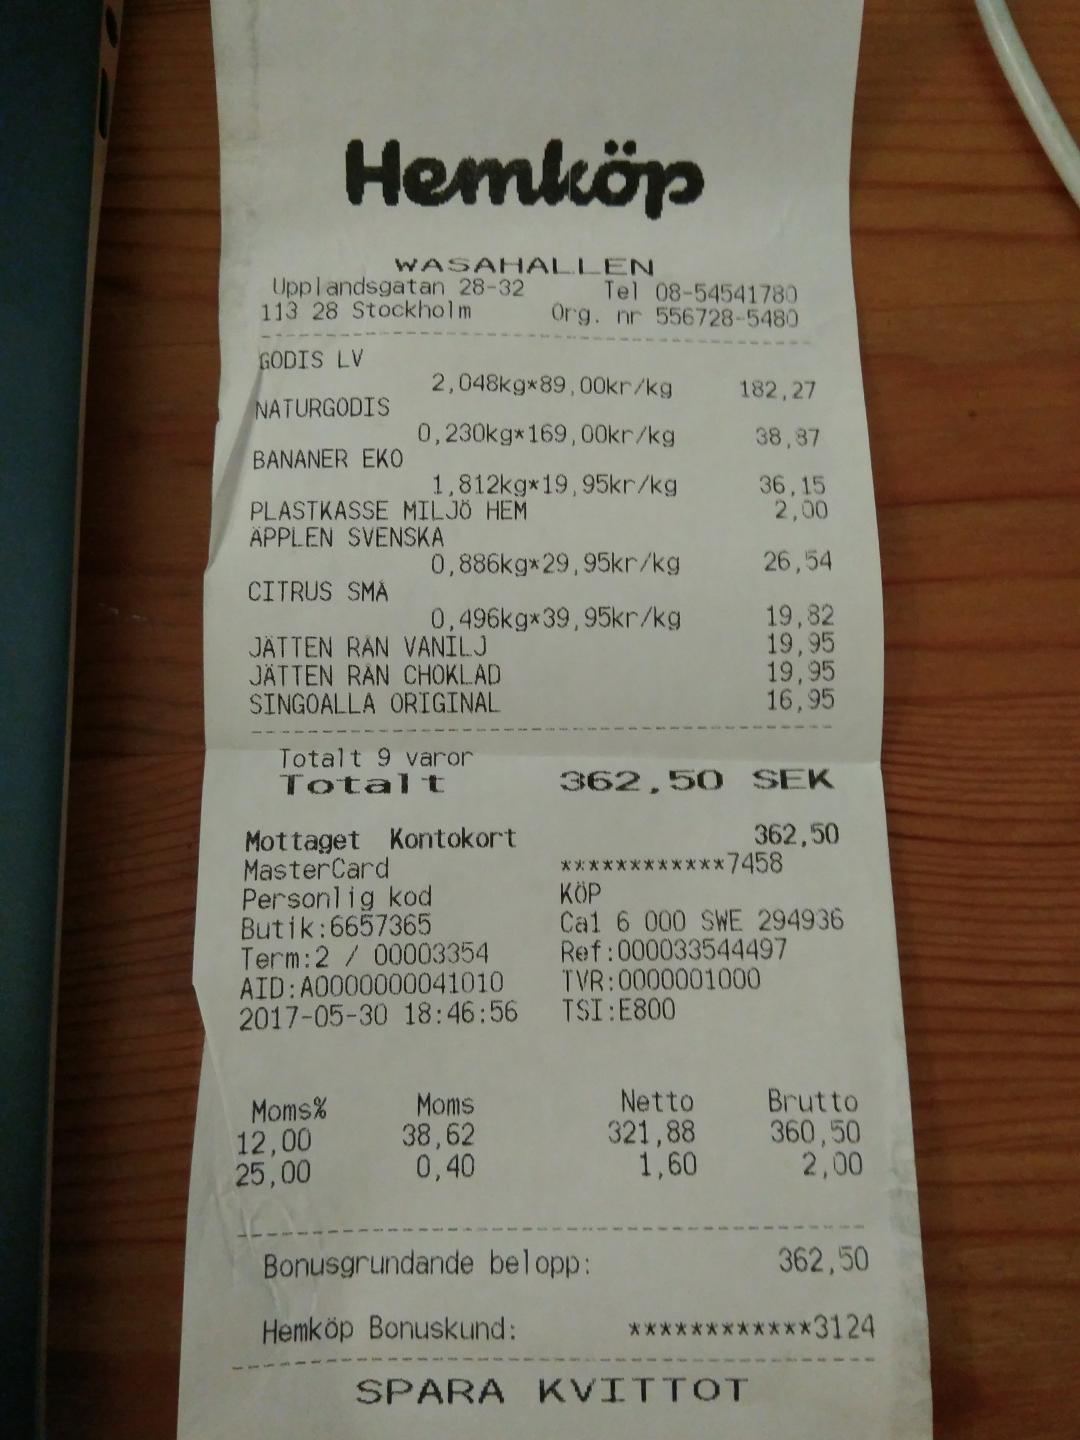 Hemköp
WASAHALLEN
Upplandsgatan 28-32 Tel 08-54541780
113 28 Stockholm Org. nr 556728-5480
GODIS LV
2,048kg*89,00kr/kg 182,27
NATURGODIS
0,230kg*169,00kr/kg 38,87
BANANER EKO
1,812kg*19,95kr/kg 36,15
PLASTKASSE MILJÖ HEM 2,00
ÄPPLEN SVENSKA
0,886kg*29,95kr/kg 26,54
CITRUS SMÅ
0,496kg*39,95kr/kg 19,82
JÄTTEN RÅN VANILJ 19,95
JÄTTEN RÅN CHOKLAD 19,95
SINGOALLA ORIGINAL 16,95
Totalt 9 varor
Totalt 362,50 SEK
Mottaget Kontokort 362,50
MasterCard ************7458
Personlig kod KÖP
Butik:6657365 Ca1 6 000 SWE 294936
Term:2 / 00003354 Ref:000033544497
AID:A0000000041010 TVR:0000001000
2017-05-30 18:46:56 TSI:E800
Moms% Moms Netto Brutto
12,00 38,62 321,88 360,50
25,00 0,40 1,60 2,00
Bonusgrundande belopp: 362,50
Hemköp Bonuskund: ************3124
SPARA KVITTOT